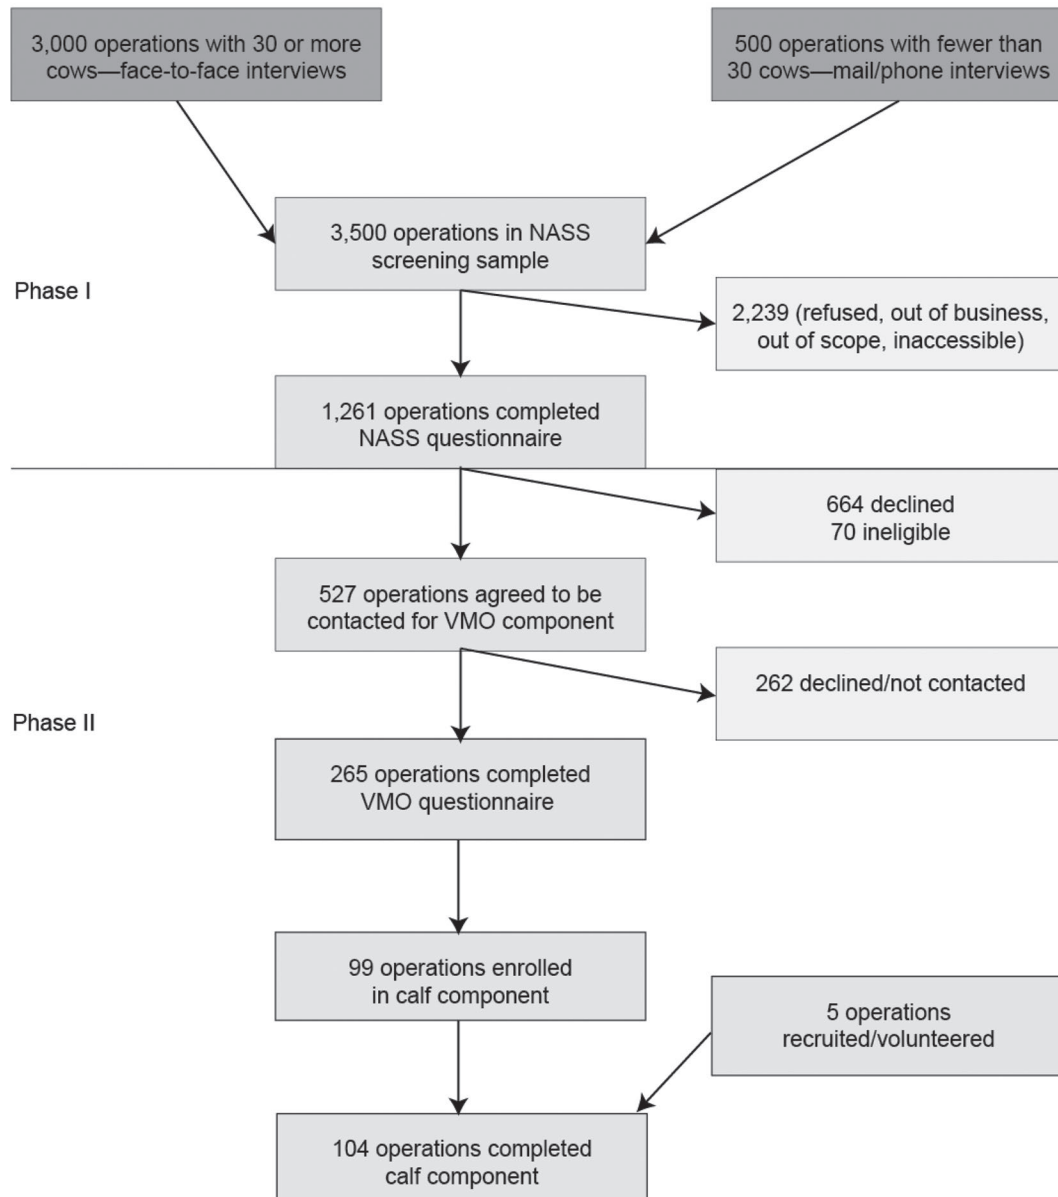 3,000 operations with 30 or more
cows—face-to-face interviews
500 operations with fewer than
30 cows—mail/phone interviews
3,500 operations in NASS
screening sample
Phase I
2,239 (refused, out of business,
out of scope, inaccessible)
1,261 operations completed
NASS questionnaire
664 declined
70 ineligible
527 operations agreed to be
contacted for VMO component
262 declined/not contacted
Phase II
265 operations completed
VMO questionnaire
99 operations enrolled
in calf component
5 operations
recruited/volunteered
104 operations completed
calf component